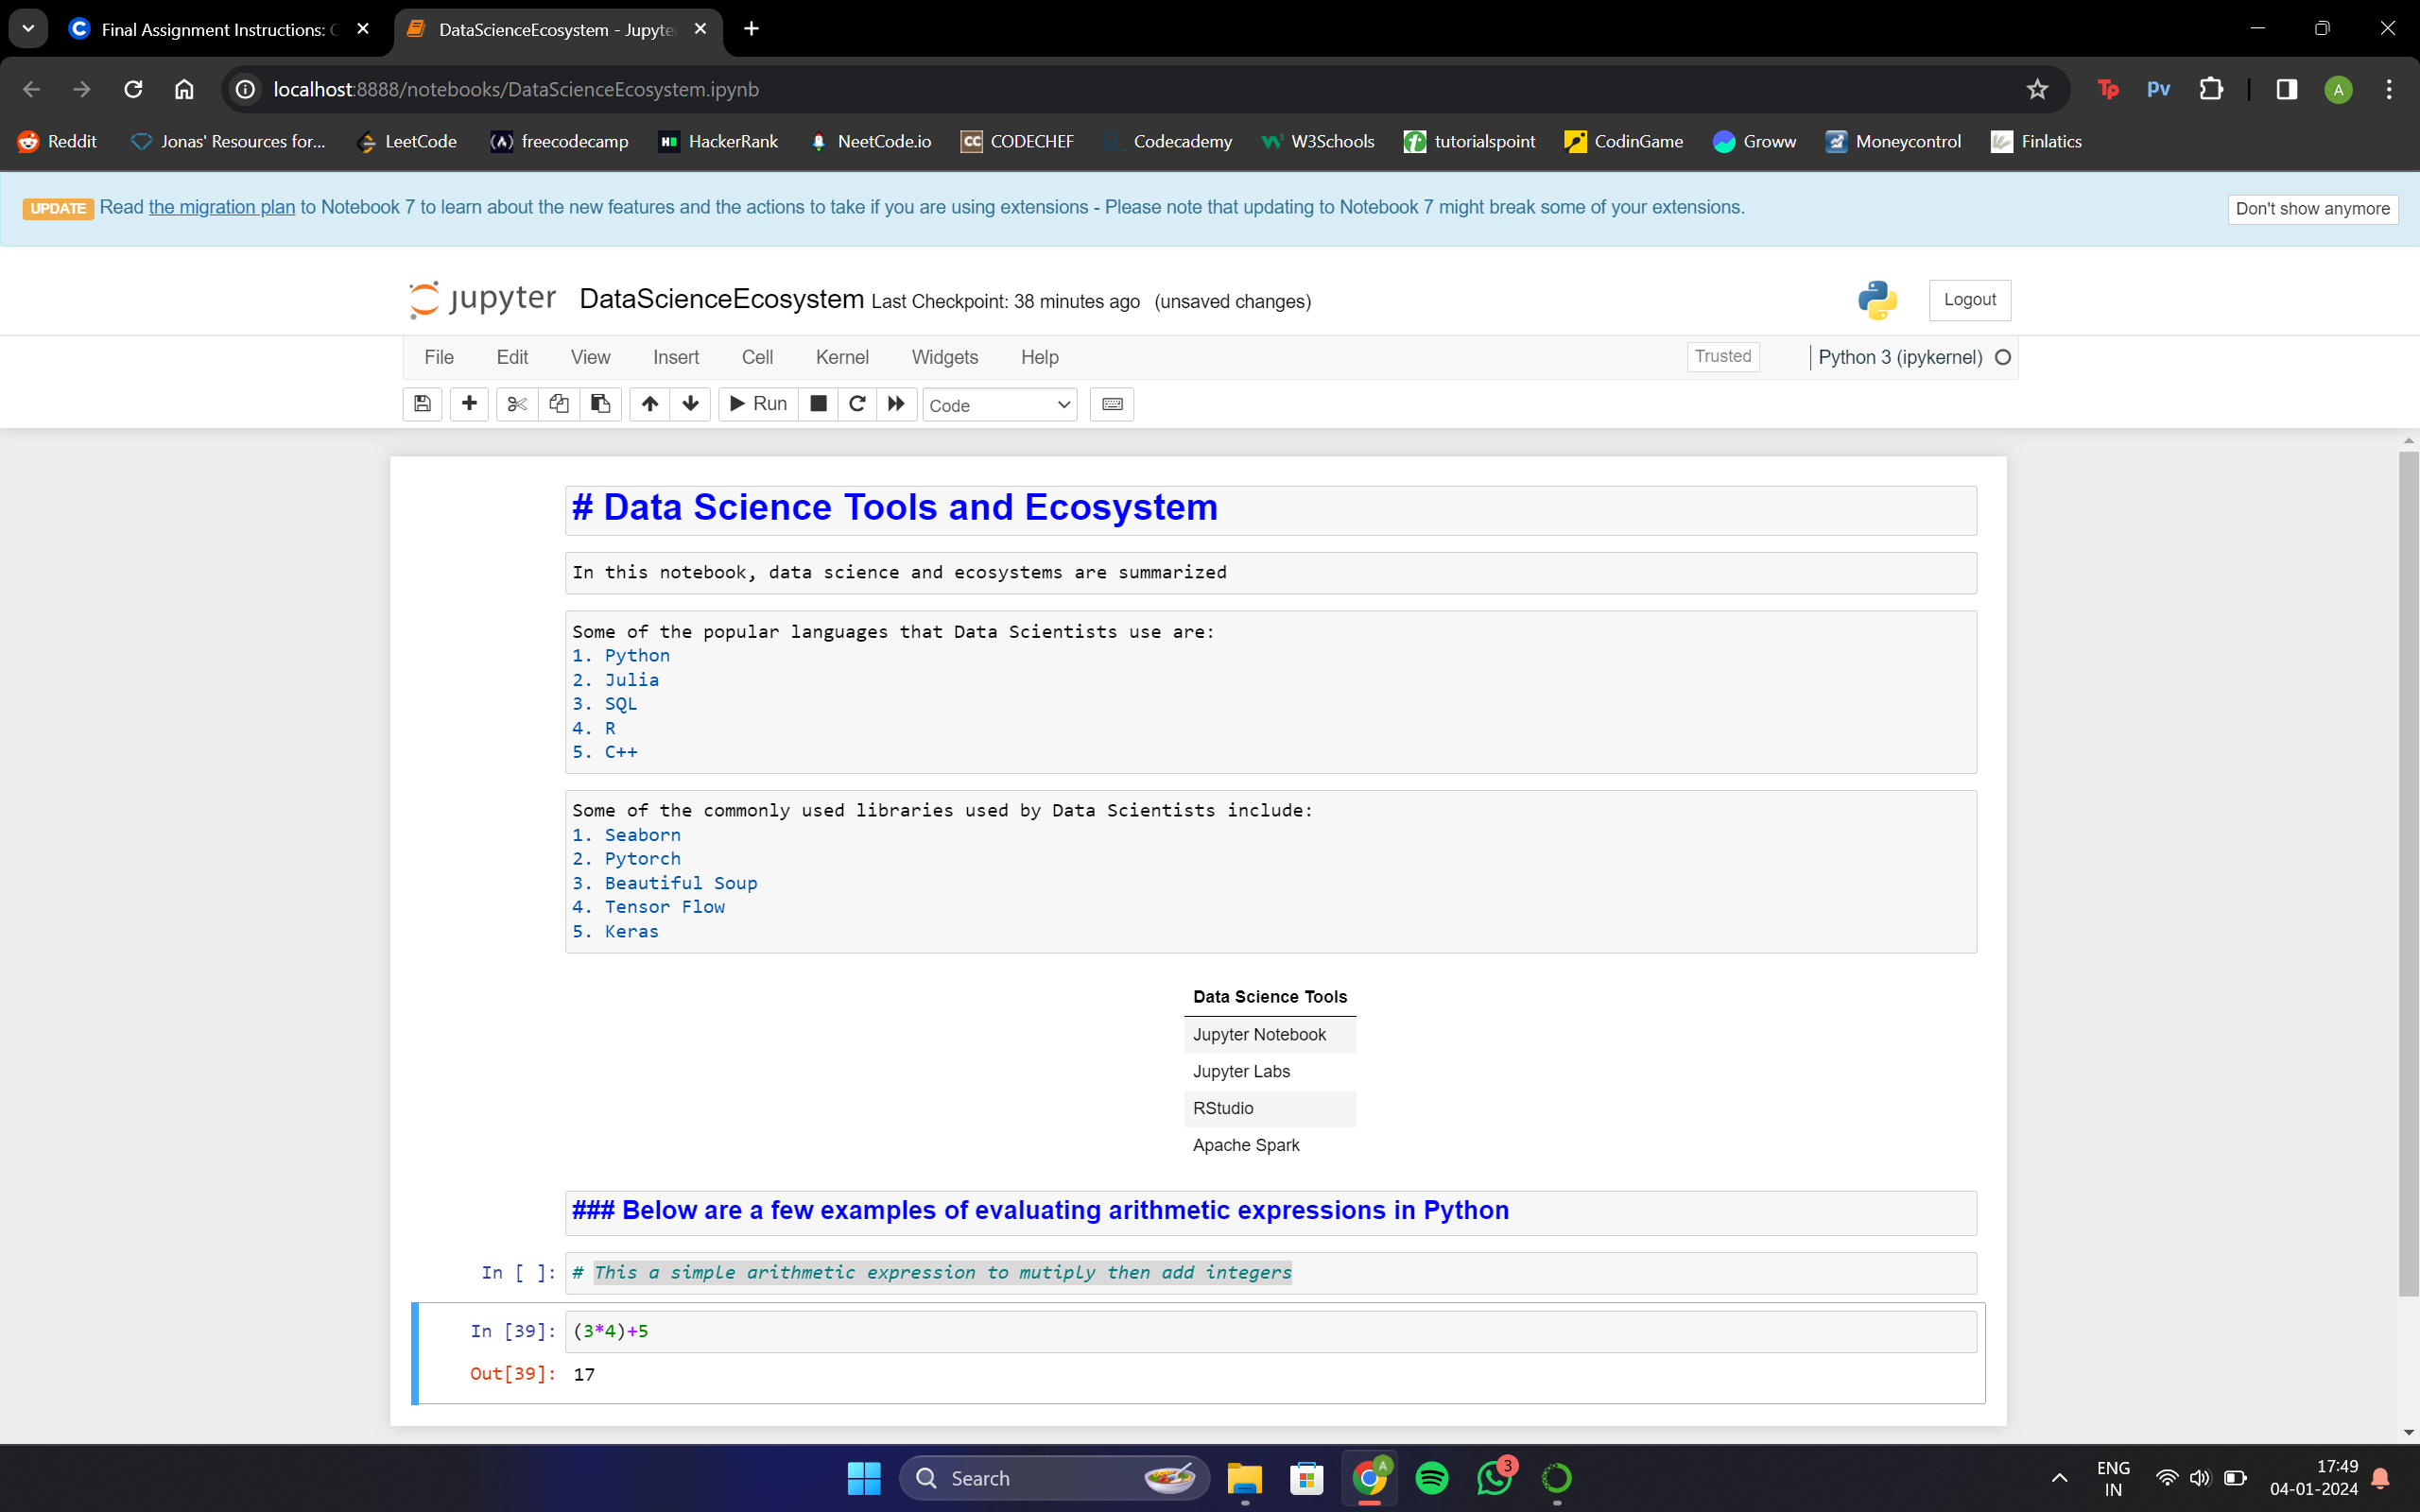 Final Assignment Instructions:
DataScienceEcosystem - Jupyte
localhost:8888/notebooks/DataScienceEcosystem.ipynb
Tp
pv
A
Reddit
Jonas' Resources for...
LeetCode
freecodecamp
HackerRank
NeetCode.io
CC CODECHEF
Codecademy
W3Schools
tutorialspoint
CodinGame
Groww
Moneycontrol
Finlatics
UPDATE Read the migration plan to Notebook 7 to learn about the new features and the actions to take if you are using extensions - Please note that updating to Notebook 7 might break some of your extensions.
Don't show anymore
jupyter DataScienceEcosystem Last Checkpoint: 38 minutes ago (unsaved changes)
Logout
File Edit View Insert Cell Kernel Widgets Help
Trusted
Python 3 (ipykernel)
Run
Code
# Data Science Tools and Ecosystem
In this notebook, data science and ecosystems are summarized
Some of the popular languages that Data Scientists use are:
1. Python
2. Julia
3. SQL
4. R
5. C++
Some of the commonly used libraries used by Data Scientists include:
1. Seaborn
2. Pytorch
3. Beautiful Soup
4. Tensor Flow
5. Keras
Data Science Tools
Jupyter Notebook
Jupyter Labs
RStudio
Apache Spark
### Below are a few examples of evaluating arithmetic expressions in Python
In [ ]: # This a simple arithmetic expression to mutiply then add integers
In [39]: (3*4)+5
Out[39]: 17
Search
A
3
ENG
IN
17:49
04-01-2024